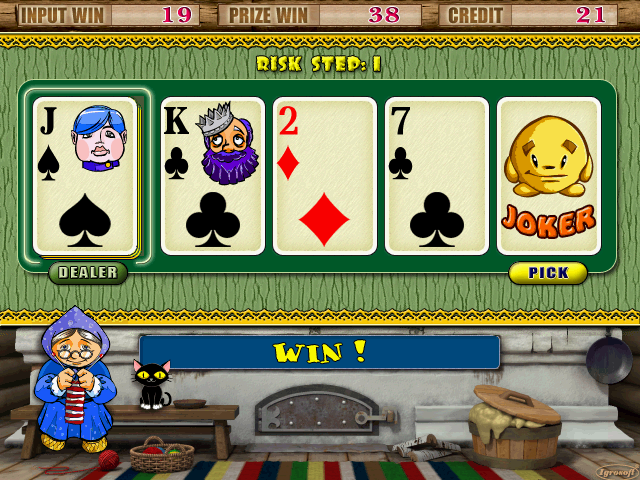 INPUT WIN 19 PRIZE WIN 38 CREDIT 21
RISK STEP: 1
J K 2 7
JOKER
DEALER PICK
WIN !
Igrosoft